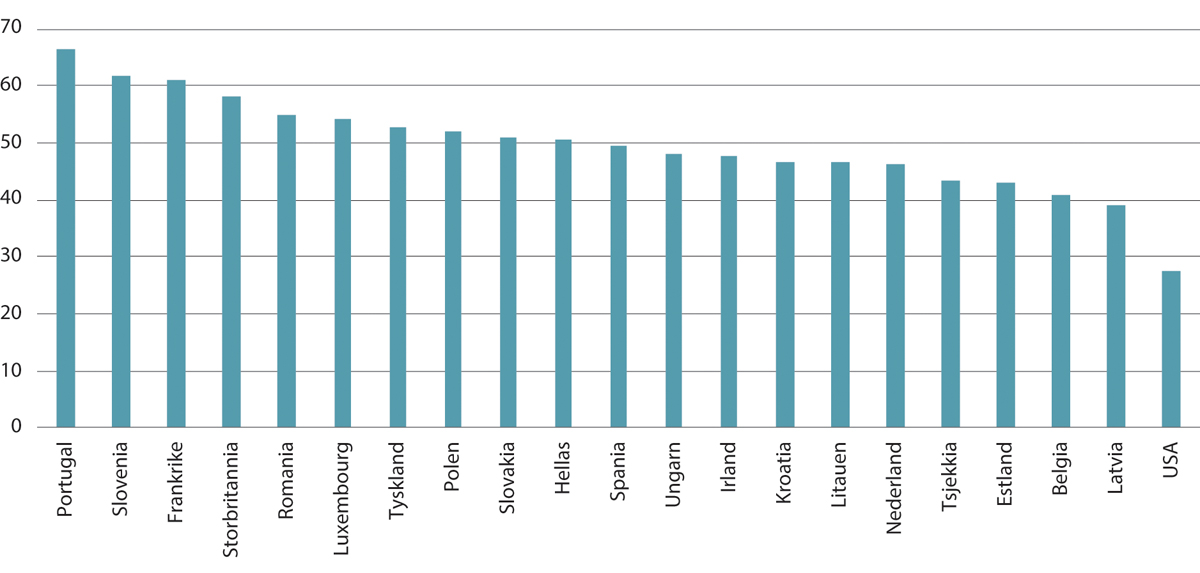 70
60
50
40
30
20
10
0
Portugal
Slovenia
Frankrike
Storbritannia
Romania
Luxembourg
Tyskland
Polen
Slovakia
Hellas
Spania
Ungarn
Irland
Kroatia
Litauen
Nederland
Tsjekkia
Estland
Belgia
Latvia
USA